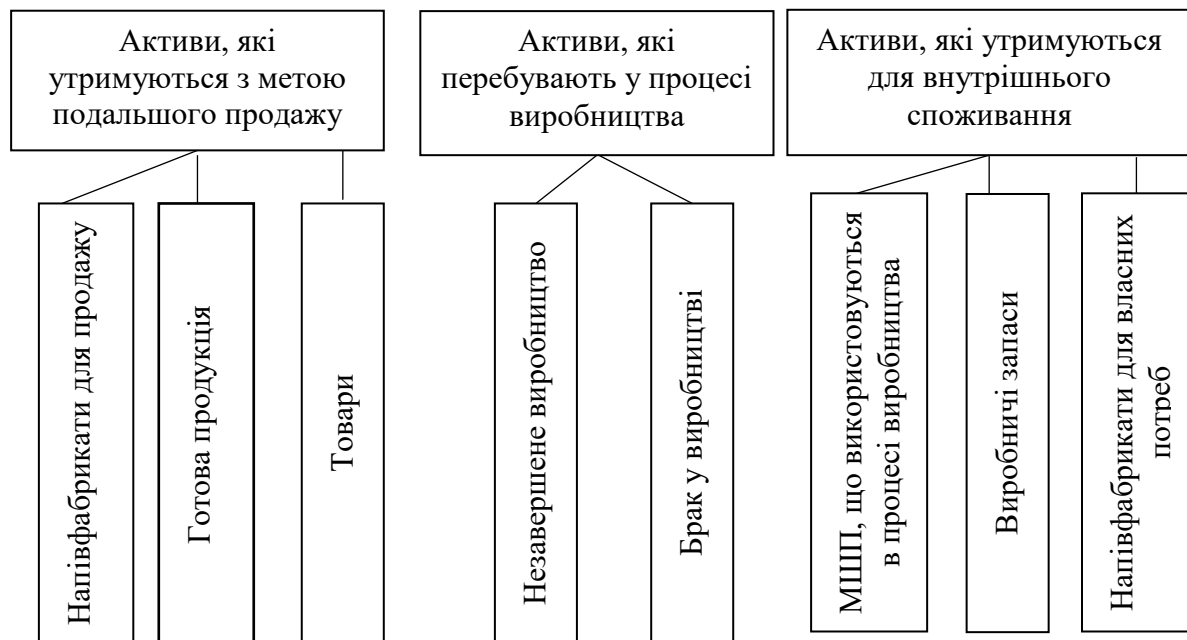 Активи, які
утримуються з метою
подальшого продажу
Активи, які
перебувають у процесі
виробництва
Активи, які утримуються
для внутрішнього
споживання
Напівфабрикати для продажу
Готова продукція
Товари
Незавершене виробництво
Брак у виробництві
МШП, що використовуються
в процесі виробництва
Виробничі запаси
Напівфабрикати для власних
потреб